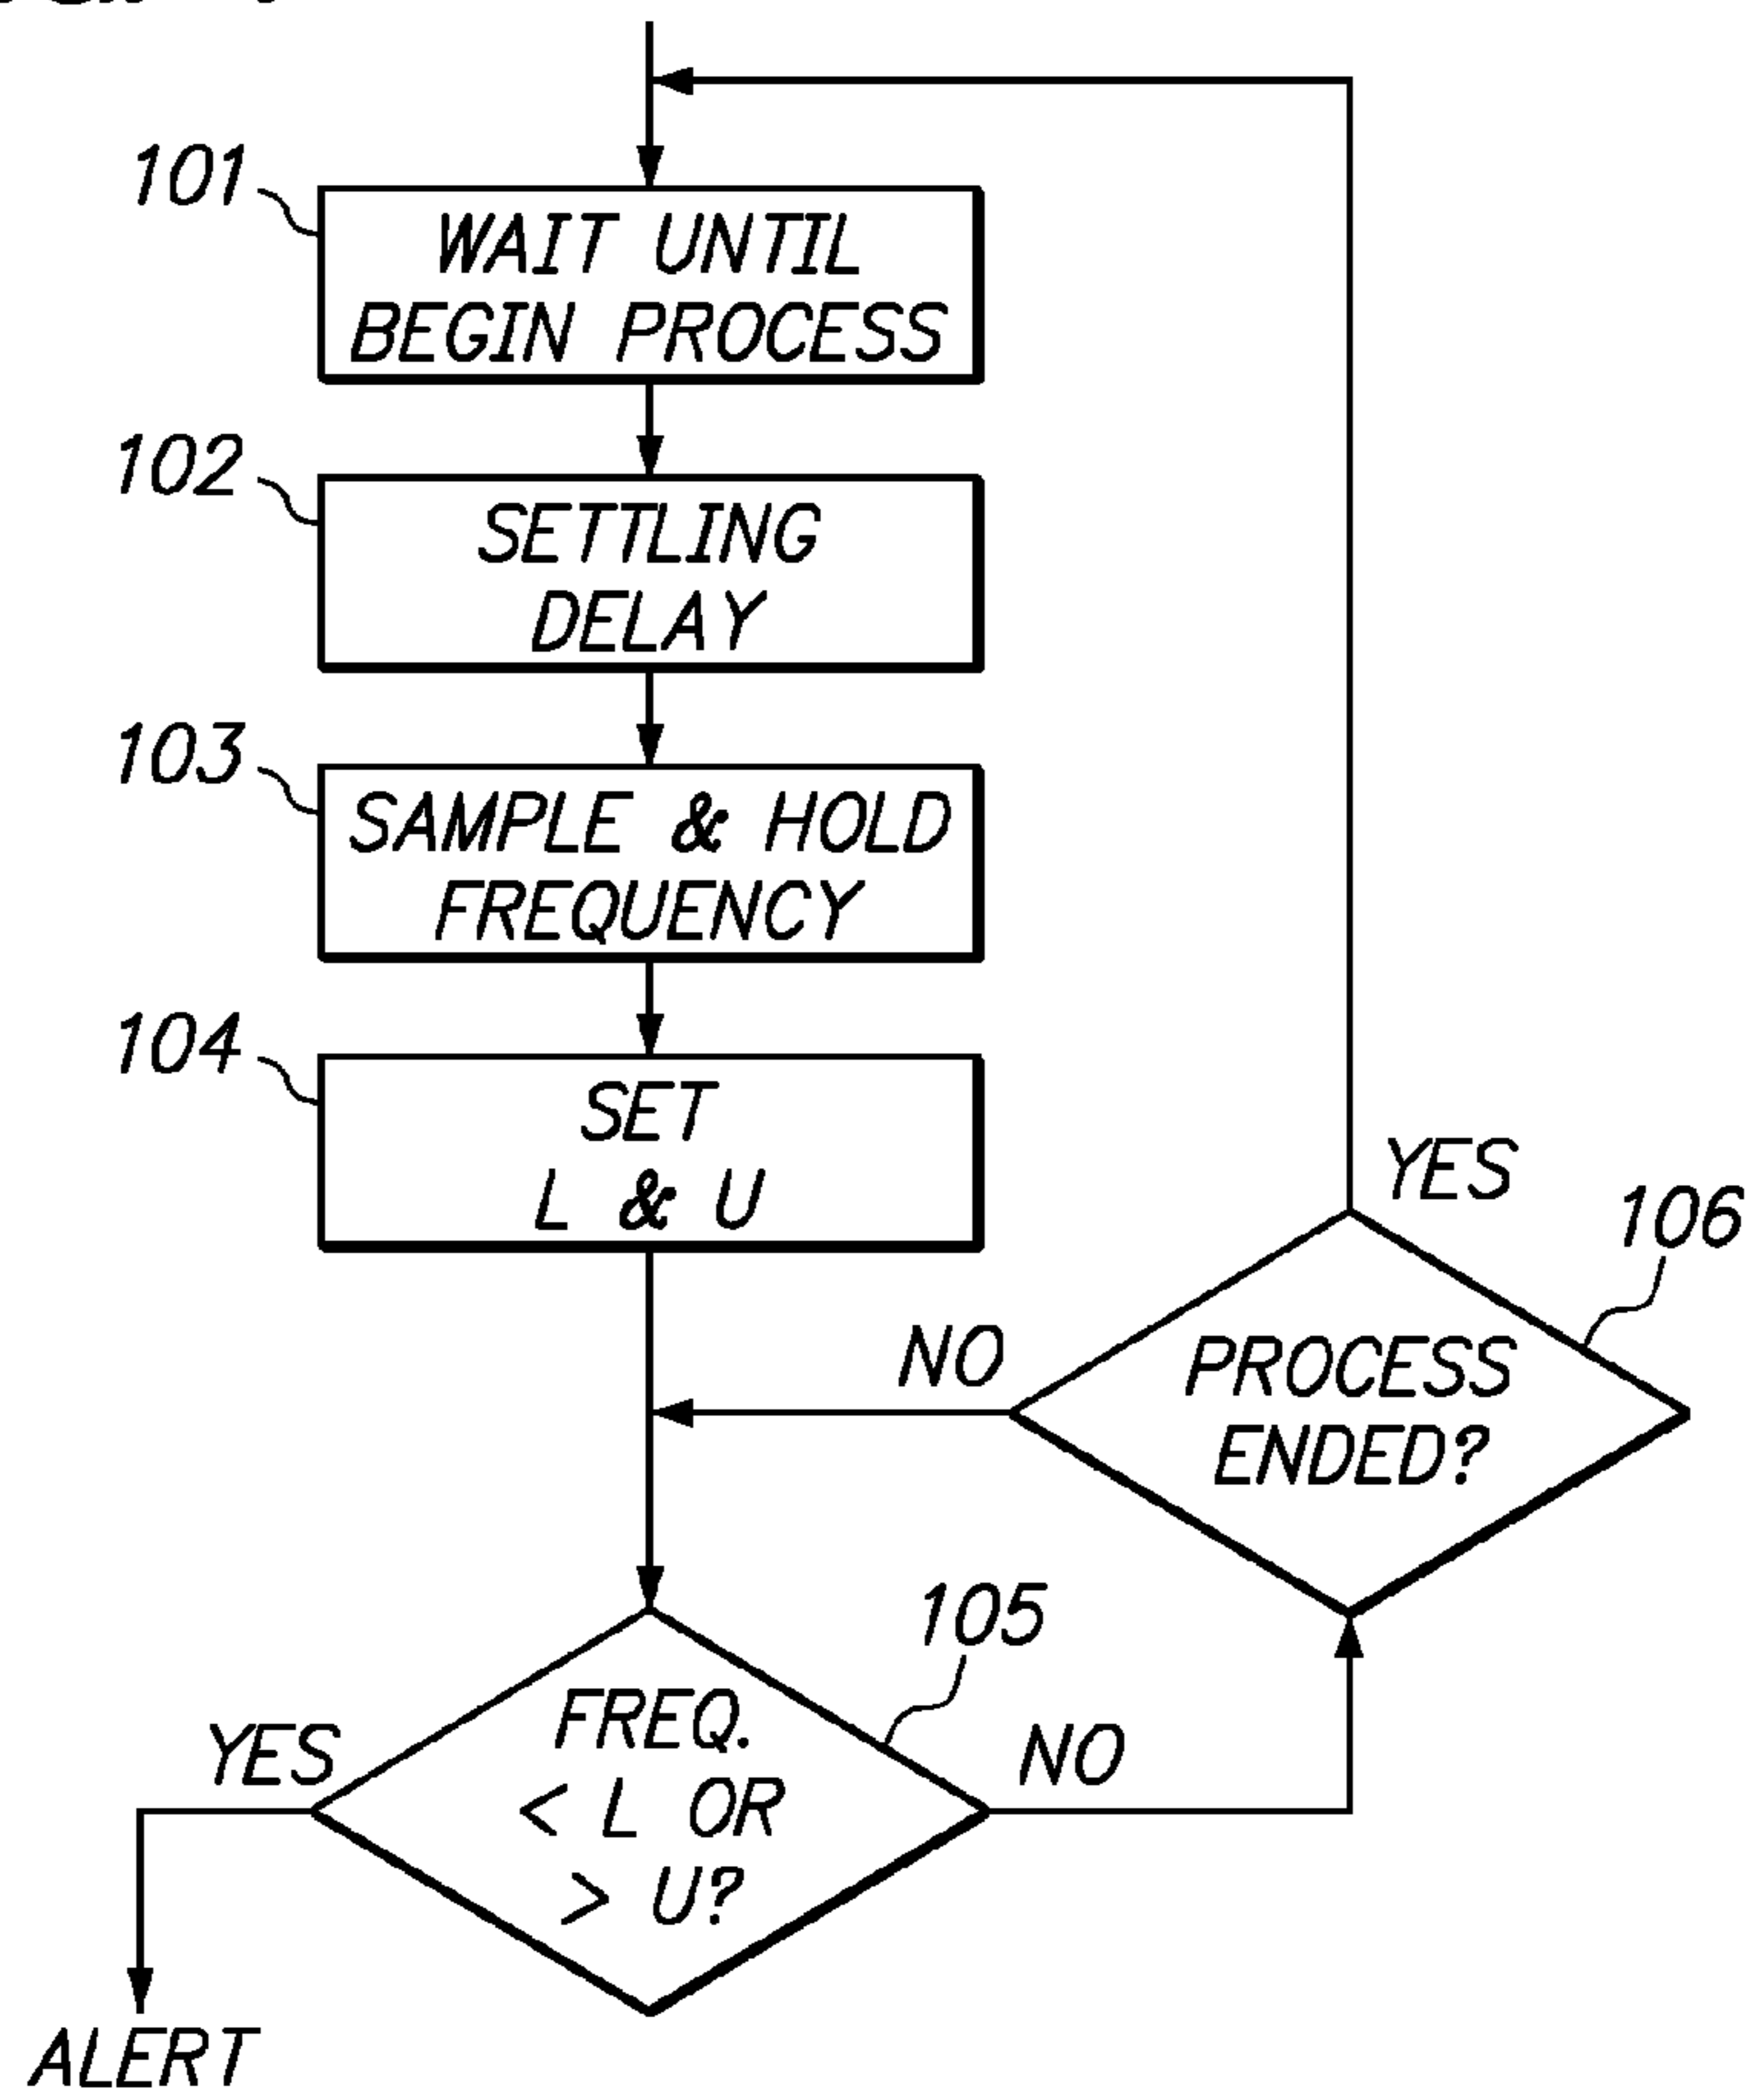 101
WAIT UNTIL
BEGIN PROCESS
102
SETTLING
DELAY
103
SAMPLE & HOLD
FREQUENCY
104
SET
L & U
YES
106
NO
PROCESS
ENDED?
105
FREQ.
< L OR
> U?
YES
NO
ALERT